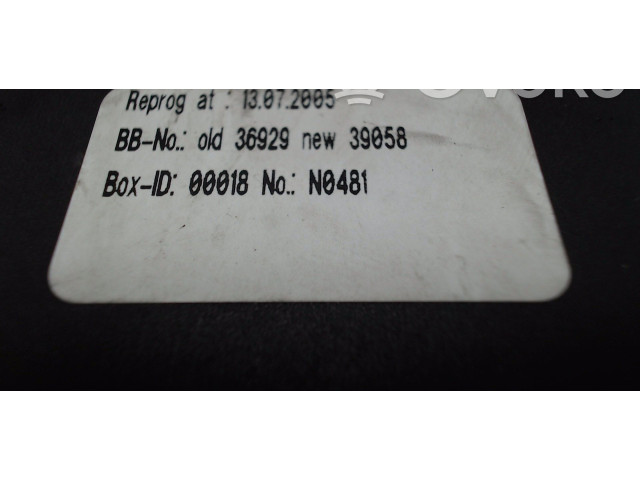 Reprog at : 13.07.2005
BB-No.: old 36929 new 39058
Box-ID: 00018 No.: N0481